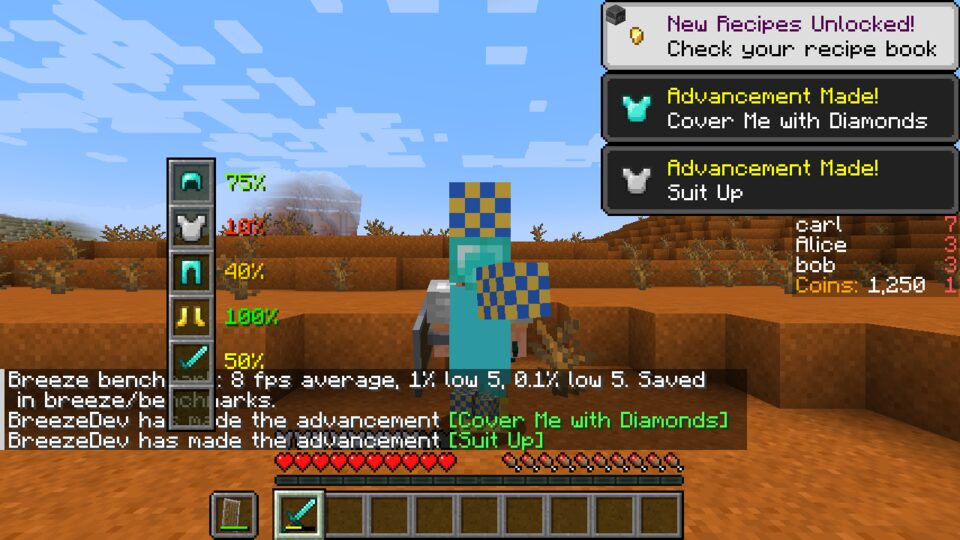 New Recipes Unlocked!
Check your recipe book
Advancement Made!
Cover Me with Diamonds
Advancement Made!
Suit Up
75%
10%
40%
100%
50%
carl 7
Alice 3
bob 3
Coins: 1,250 1
Breeze bench : 8 fps average, 1% low 5, 0.1% low 5. Saved
in breeze/benchmarks.
BreezeDev has made the advancement [Cover Me with Diamonds]
BreezeDev has made the advancement [Suit Up]